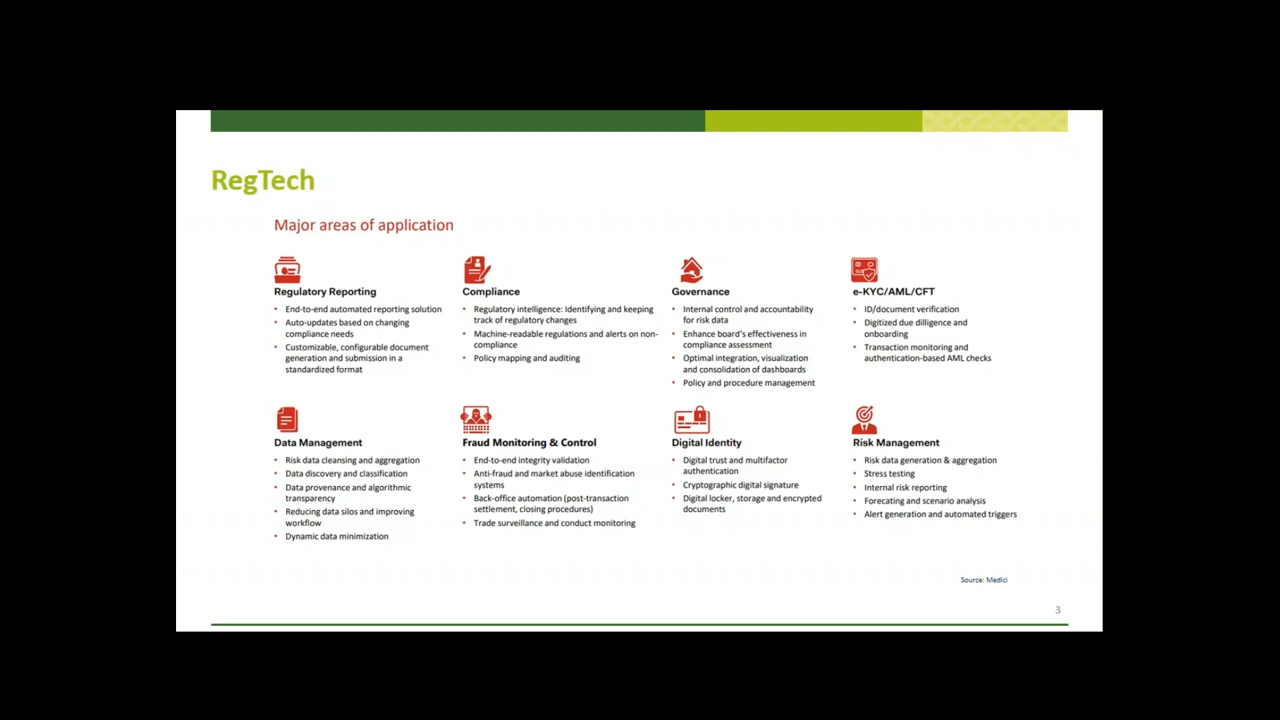 RegTech
Major areas of application
Regulatory Reporting
• End-to-end automated reporting solution
• Auto-updates based on changing
compliance needs
• Customizable, configurable document
generation and submission in a
standardized format
Compliance
• Regulatory intelligence: Identifying and keeping
track of regulatory changes
• Machine-readable regulations and alerts on non-
compliance
• Policy mapping and auditing
Governance
• Internal control and accountability
for risk data
• Enhance board's effectiveness in
compliance assessment
• Optimal integration, visualization
and consolidation of dashboards
• Policy and procedure management
e-KYC/AML/CFT
• ID/document verification
• Digitized due dilligence and
onboarding
• Transaction monitoring and
authentication-based AML checks
Data Management
• Risk data cleansing and aggregation
• Data discovery and classification
• Data provenance and algorithmic
transparency
• Reducing data silos and improving
workflow
• Dynamic data minimization
Fraud Monitoring & Control
• End-to-end integrity validation
• Anti-fraud and market abuse identification
systems
• Back-office automation (post-transaction
settlement, closing procedures)
• Trade surveillance and conduct monitoring
Digital Identity
• Digital trust and multifactor
authentication
• Cryptographic digital signature
• Digital locker, storage and encrypted
documents
Risk Management
• Risk data generation & aggregation
• Stress testing
• Internal risk reporting
• Forecasting and scenario analysis
• Alert generation and automated triggers
Source: Medici
3